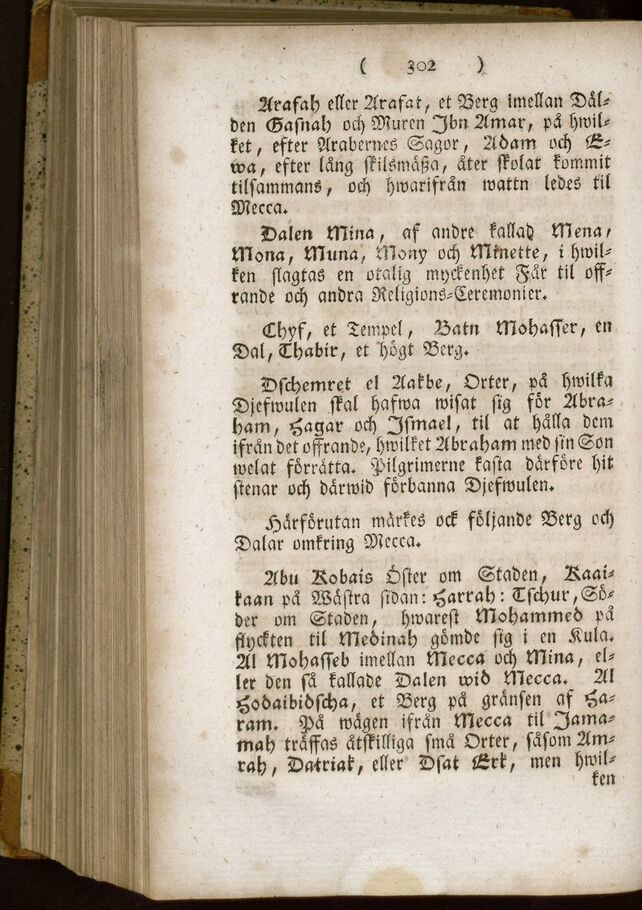 ( 302 )
Arafah eller Arafat, et Berg imellan Däl-
den Gasnah och Muren Ibn Amar, på hwil-
ket, efter Arabernes Sagor, Adam och E-
wa, efter lång skilsmäßa, åter skolat kommit
tilsammans, och hwarifrån wattn ledes til
Mecca.
Dalen Mina, af andre kallad Mena,
Mona, Muna, Mony och Minette, i hwil-
ken slagtas en otalig myckenhet Får til off-
rande och andra Religions-Ceremonier.
Chyf, et Tempel, Batn Mohasser, en
Dal, Thabir, et högt Berg.
Dschemret el Aakbe, Orter, på hwilka
Djefwulen skal hafwa wisat sig för Abra-
ham, Hagar och Ismael, til at hålla dem
ifrån det offrande, hwilket Abraham med sin Son
welat förrätta. Pilgrimerne kasta därföre hit
stenar och därwid förbanna Djefwulen.
Härförutan märkes ock följande Berg och
Dalar omkring Mecca.
Abu Kobais Öster om Staden, Kaai-
kaan på Wästra sidan: Harrah: Tschur, Sö-
der om Staden, hwarest Mohammed på
flyckten til Medinah gömde sig i en Kula.
Al Mohasseb imellan Mecca och Mina, el-
ler den så kallade Dalen wid Mecca. Al
Hodaibidscha, et Berg på gränsen af Ha-
ram. På wägen ifrån Mecca til Jama-
mah träffas åtskilliga små Orter, såsom Am-
rah, Datriak, eller Dsat Erk, men hwil-
ken